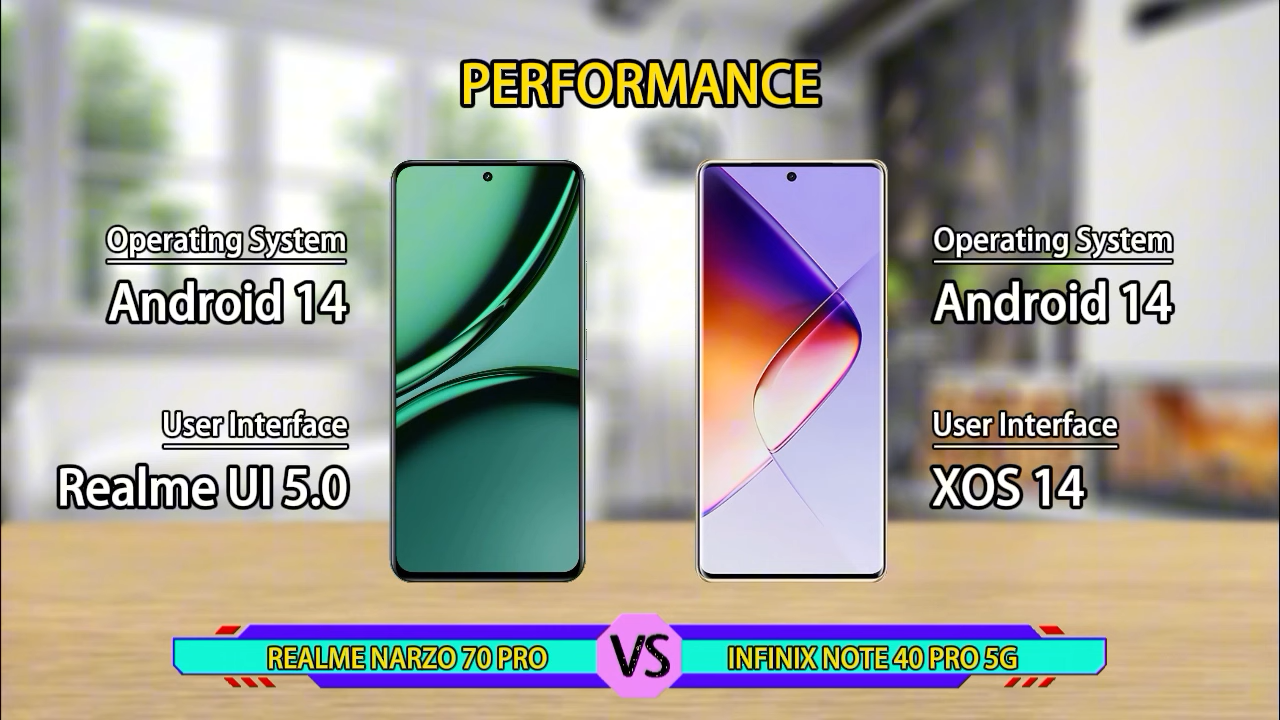 PERFORMANCE
Operating System
Android 14
User Interface
Realme UI 5.0
Operating System
Android 14
User Interface
XOS 14
REALME NARZO 70 PRO
VS
INFINIX NOTE 40 PRO 5G